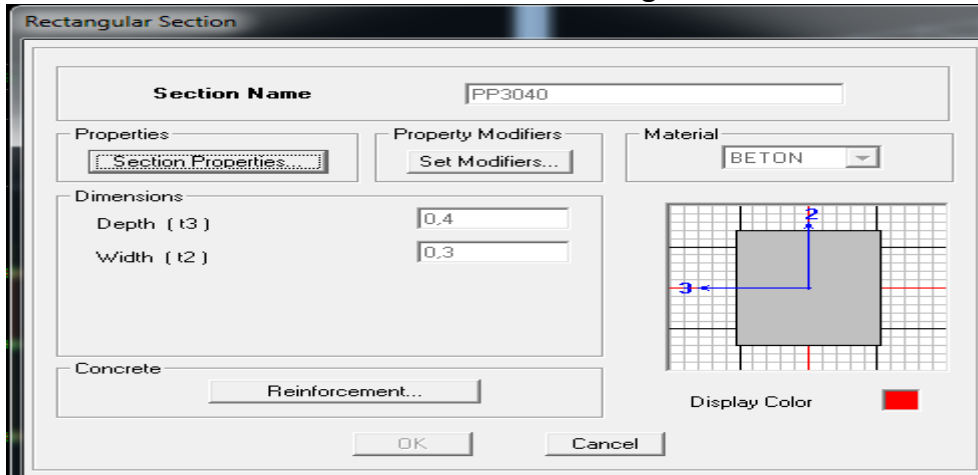 Rectangular Section
Section Name PP3040
Properties
Section Properties...
Property Modifiers
Set Modifiers...
Material
BETON
Dimensions
Depth ( t3 ) 0,4
Width ( t2 ) 0,3
2
3
Concrete
Reinforcement...
Display Color
OK
Cancel